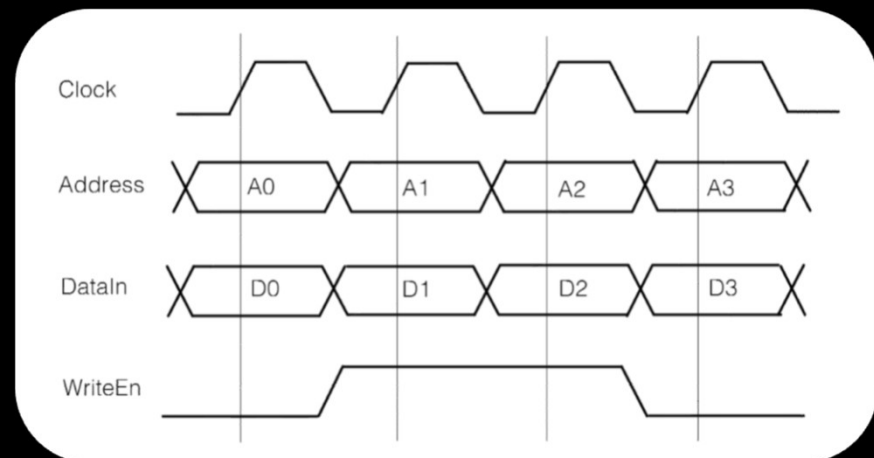 Clock
Address A0 A1 A2 A3
DataIn D0 D1 D2 D3
WriteEn